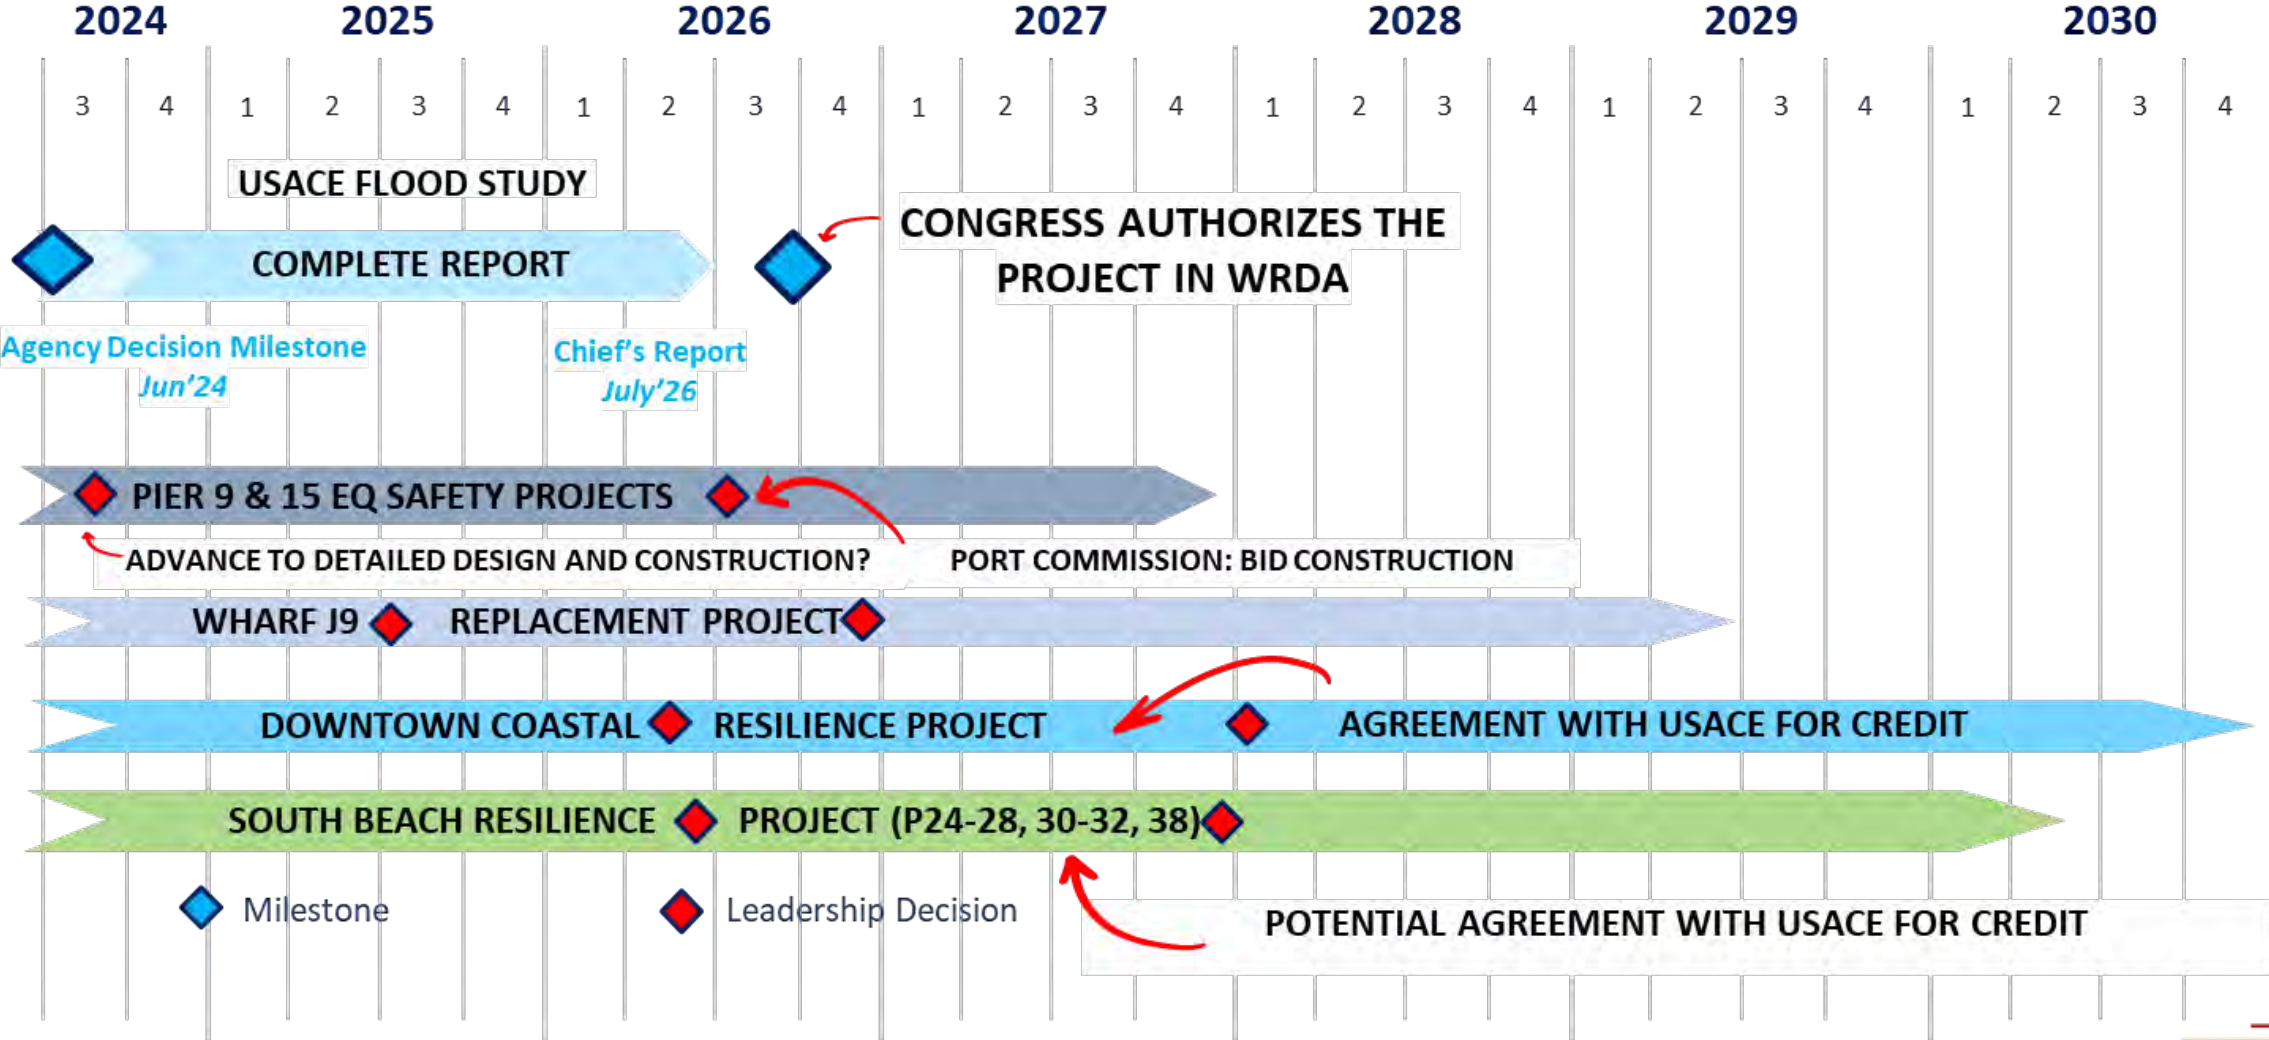 2024 2025 2026 2027 2028 2029 2030
3 4 1 2 3 4 1 2 3 4 1 2 3 4 1 2 3 4 1 2 3 4 1 2 3 4
USACE FLOOD STUDY
COMPLETE REPORT
CONGRESS AUTHORIZES THE
PROJECT IN WRDA
Agency Decision Milestone
Jun'24
Chief's Report
July'26
PIER 9 & 15 EQ SAFETY PROJECTS
ADVANCE TO DETAILED DESIGN AND CONSTRUCTION?
PORT COMMISSION: BID CONSTRUCTION
WHARF J9 REPLACEMENT PROJECT
DOWNTOWN COASTAL RESILIENCE PROJECT
AGREEMENT WITH USACE FOR CREDIT
SOUTH BEACH RESILIENCE PROJECT (P24-28, 30-32, 38)
Milestone
Leadership Decision
POTENTIAL AGREEMENT WITH USACE FOR CREDIT